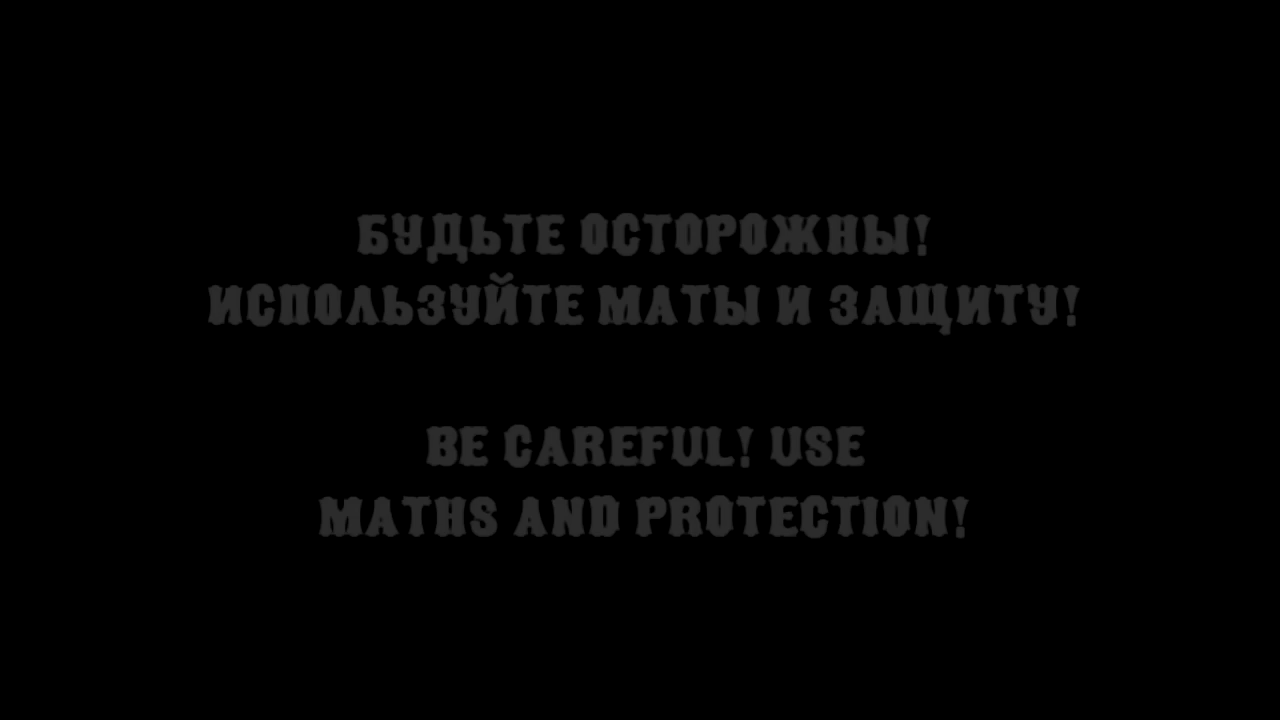 БУДЬТЕ ОСТОРОЖНЫ!
ИСПОЛЬЗУЙТЕ МАТЫ И ЗАЩИТУ!
BE CAREFUL! USE
MATHS AND PROTECTION!